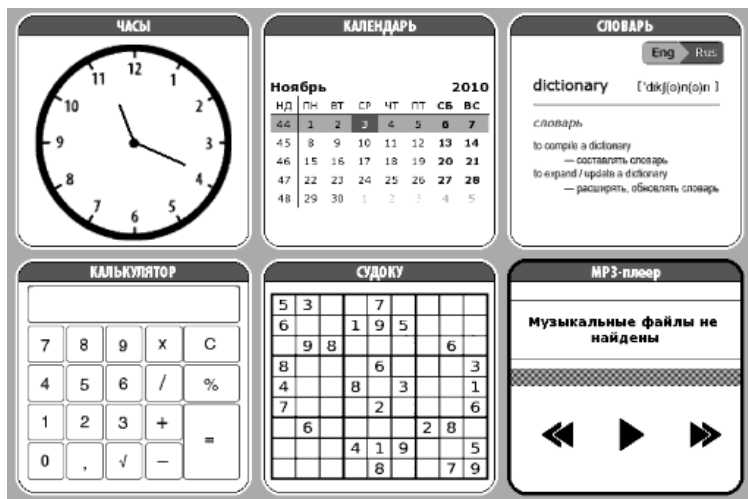 ЧАСЫ
12
1
2
3
4
5
6
7
8
9
10
11
КАЛЕНДАРЬ
Ноябрь 2010
НД ПН ВТ СР ЧТ ПТ СБ ВС
44 1 2 3 4 5 6 7
45 8 9 10 11 12 13 14
46 15 16 17 18 19 20 21
47 22 23 24 25 26 27 28
48 29 30 1 2 3 4 5
СЛОВАРЬ
Eng Rus
dictionary ['dɪkʃ(ə)n(ə)rɪ ]
словарь
to compile a dictionary
— составлять словарь
to expand / update a dictionary
— расширять, обновлять словарь
КАЛЬКУЛЯТОР
7 8 9 X C
4 5 6 / %
1 2 3 + =
0 , √ —
СУДОКУ
5 3 7
6 1 9 5
9 8 6
8 6 3
4 8 3 1
7 2 6
6 2 8
4 1 9 5
8 7 9
МР3-плеер
Музыкальные файлы не
найдены